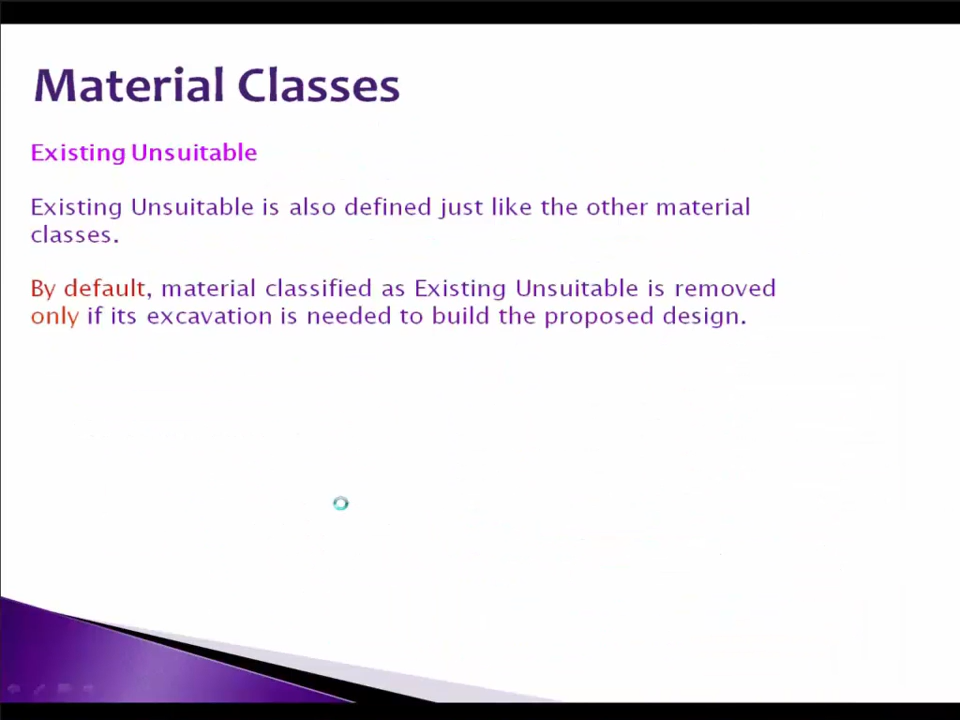 Material Classes
Existing Unsuitable
Existing Unsuitable is also defined just like the other material
classes.
By default, material classified as Existing Unsuitable is removed
only if its excavation is needed to build the proposed design.